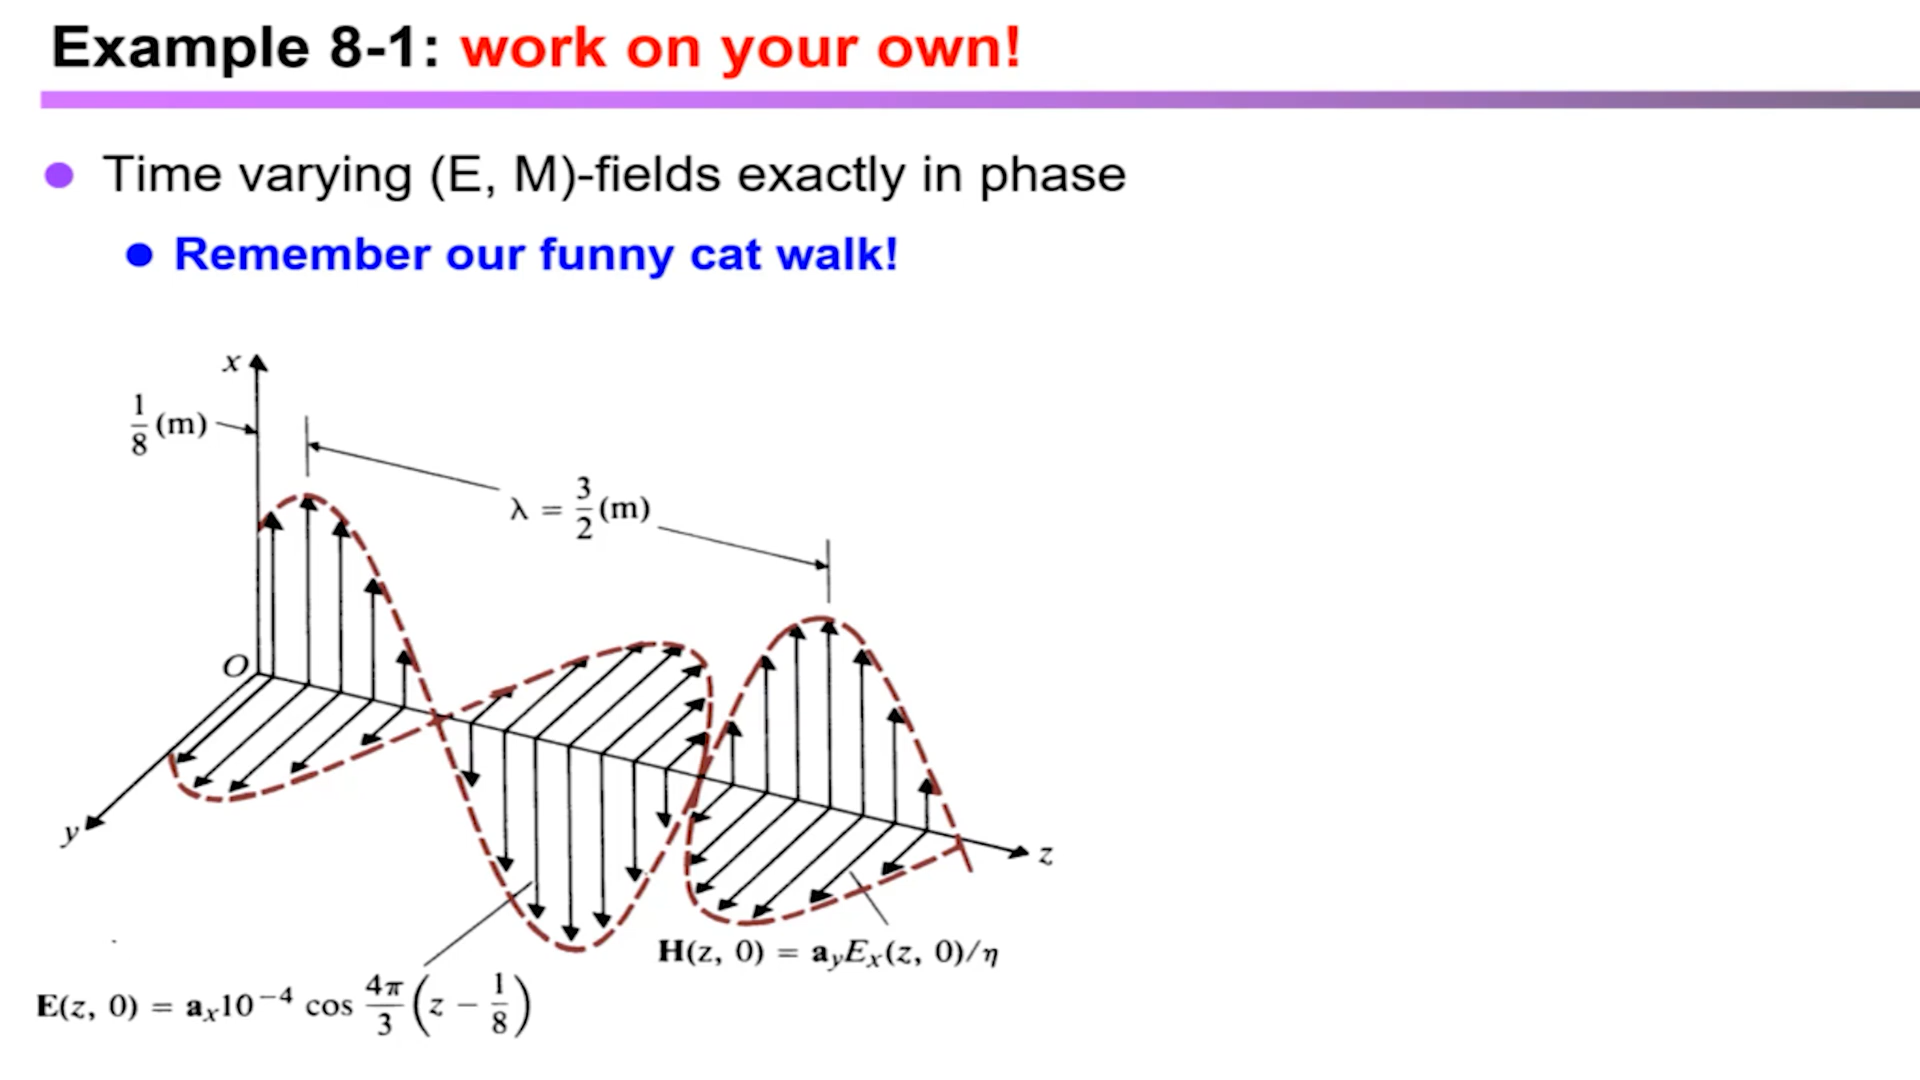 Example 8-1: work on your own!
Time varying (E, M)-fields exactly in phase
Remember our funny cat walk!
x
1/8 (m)
λ = 3/2 (m)
O
y
z
H(z, 0) = a_y E_x(z, 0)/η
E(z, 0) = a_x 10^{-4} cos 4π/3 (z − 1/8)